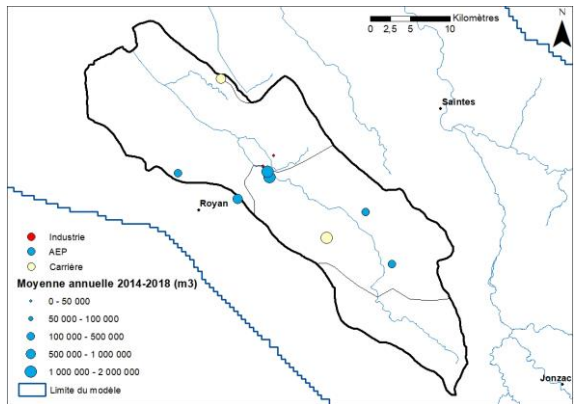 Kilomètres
0 2,5 5 10
N
Saintes
Royan
Industrie
AEP
Carrière
Moyenne annuelle 2014-2018 (m3)
0 - 50 000
50 000 - 100 000
100 000 - 500 000
500 000 - 1 000 000
1 000 000 - 2 000 000
Limite du modèle
Jonzac